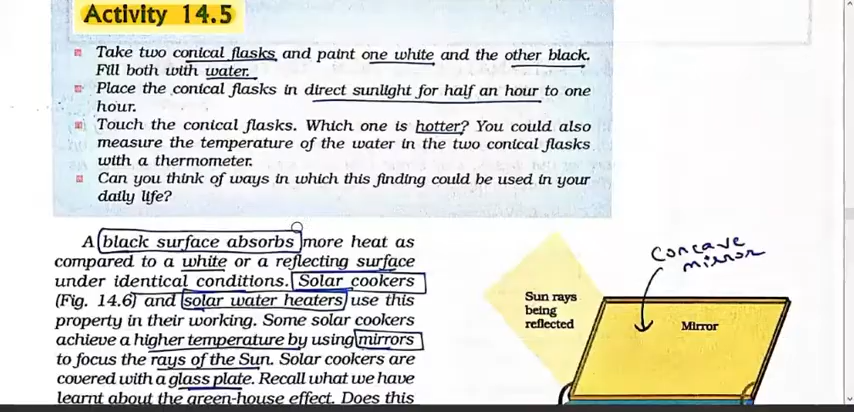 Activity 14.5
Take two conical flasks and paint one white and the other black.
Fill both with water.
Place the conical flasks in direct sunlight for half an hour to one
hour.
Touch the conical flasks. Which one is hotter? You could also
measure the temperature of the water in the two conical flasks
with a thermometer.
Can you think of ways in which this finding could be used in your
daily life?
A black surface absorbs more heat as
compared to a white or a reflecting surface
under identical conditions. Solar cookers
(Fig. 14.6) and solar water heaters use this
property in their working. Some solar cookers
achieve a higher temperature by using mirrors
to focus the rays of the Sun. Solar cookers are
covered with a glass plate. Recall what we have
learnt about the green-house effect. Does this
concave
mirror
Sun rays
being
reflected
Mirror